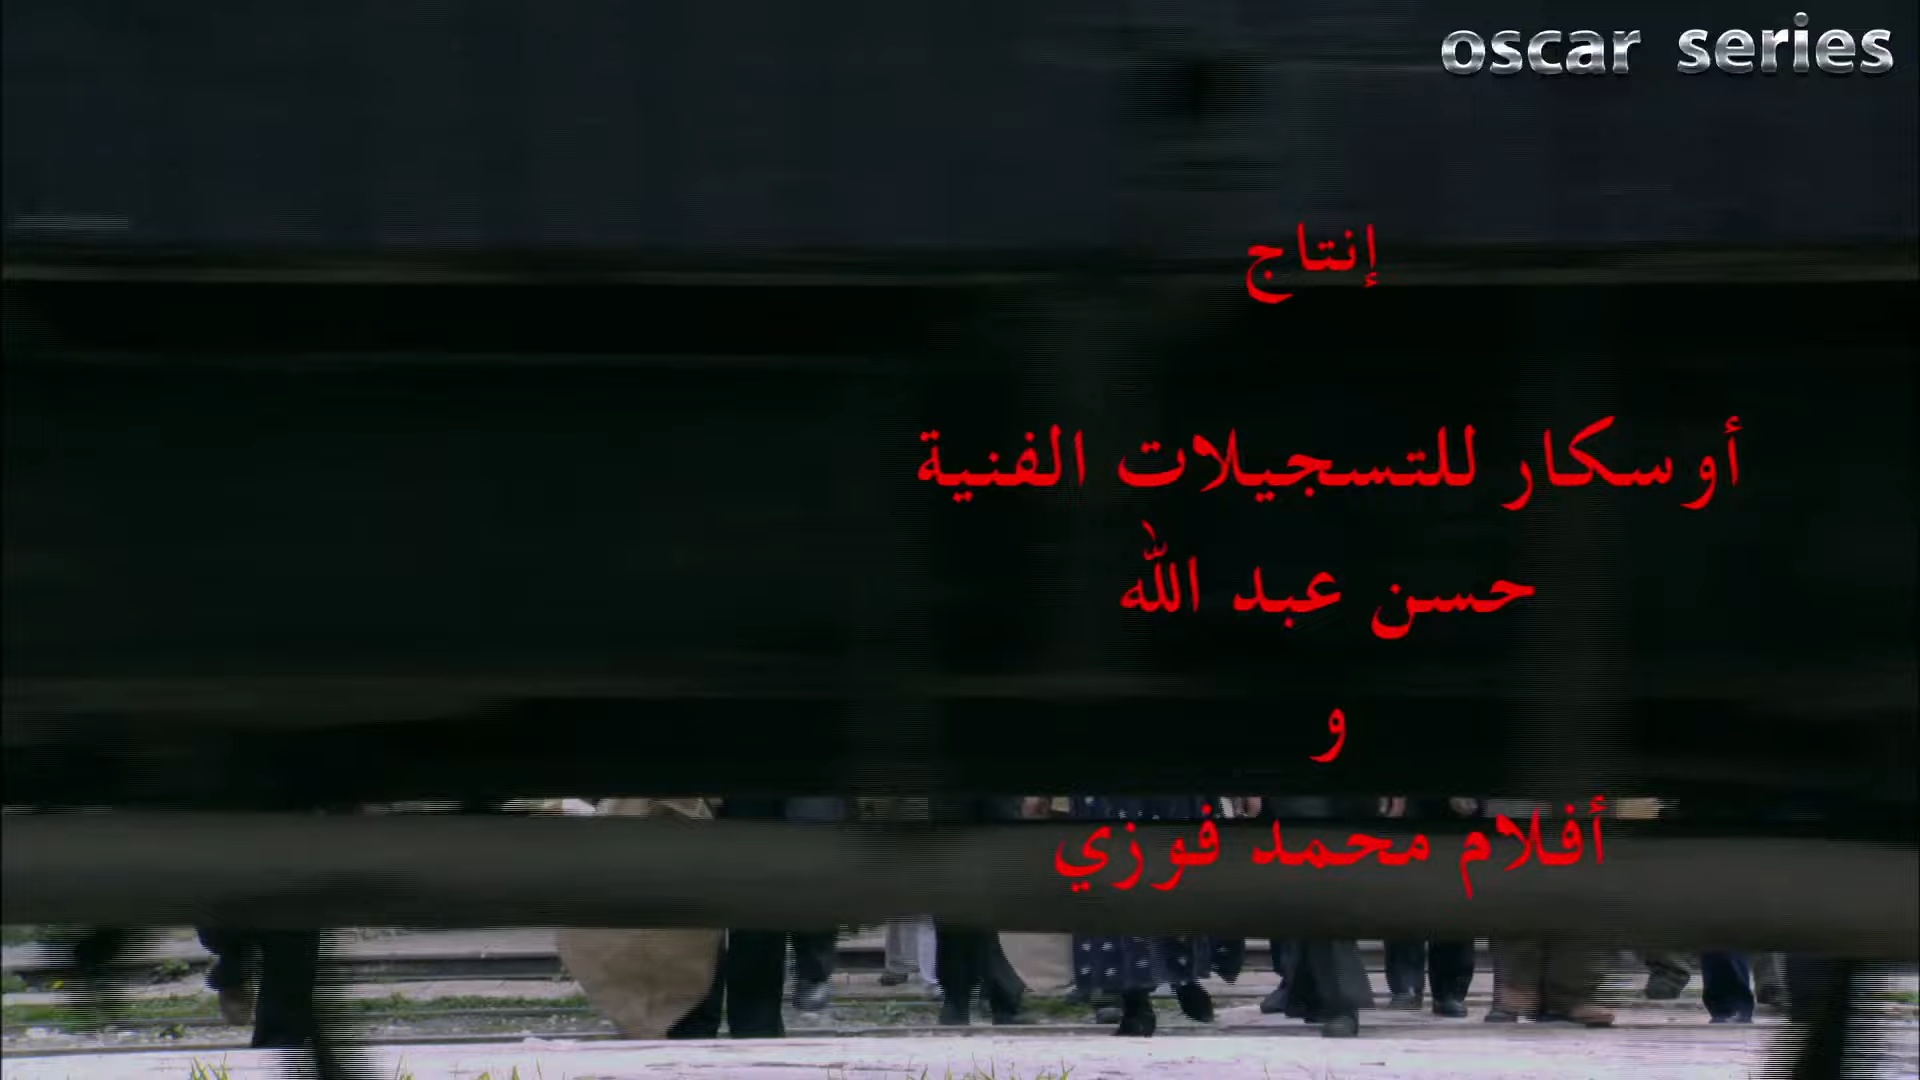 oscar series
إنتاج
أوسكار للتسجيلات الفنية
حسن عبد الله
و
أفلام محمد فوزي